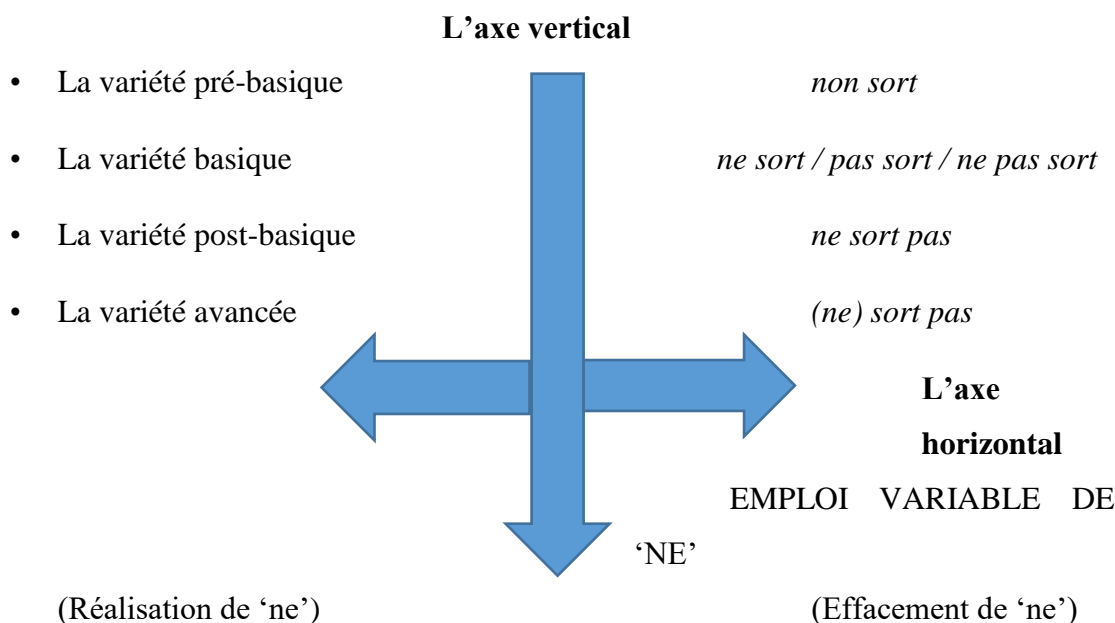 L’axe vertical
• La variété pré-basique non sort
• La variété basique ne sort / pas sort / ne pas sort
• La variété post-basique ne sort pas
• La variété avancée (ne) sort pas
L’axe
horizontal
EMPLOI VARIABLE DE
‘NE’
(Réalisation de ‘ne’) (Effacement de ‘ne’)